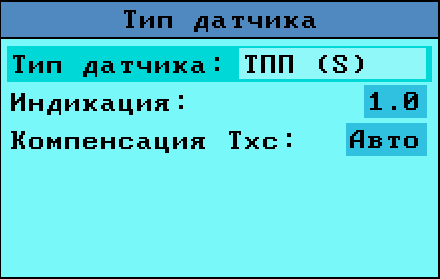 Тип датчика
Тип датчика: ТПП (S)
Индикация: 1.0
Компенсация Тхс: Авто